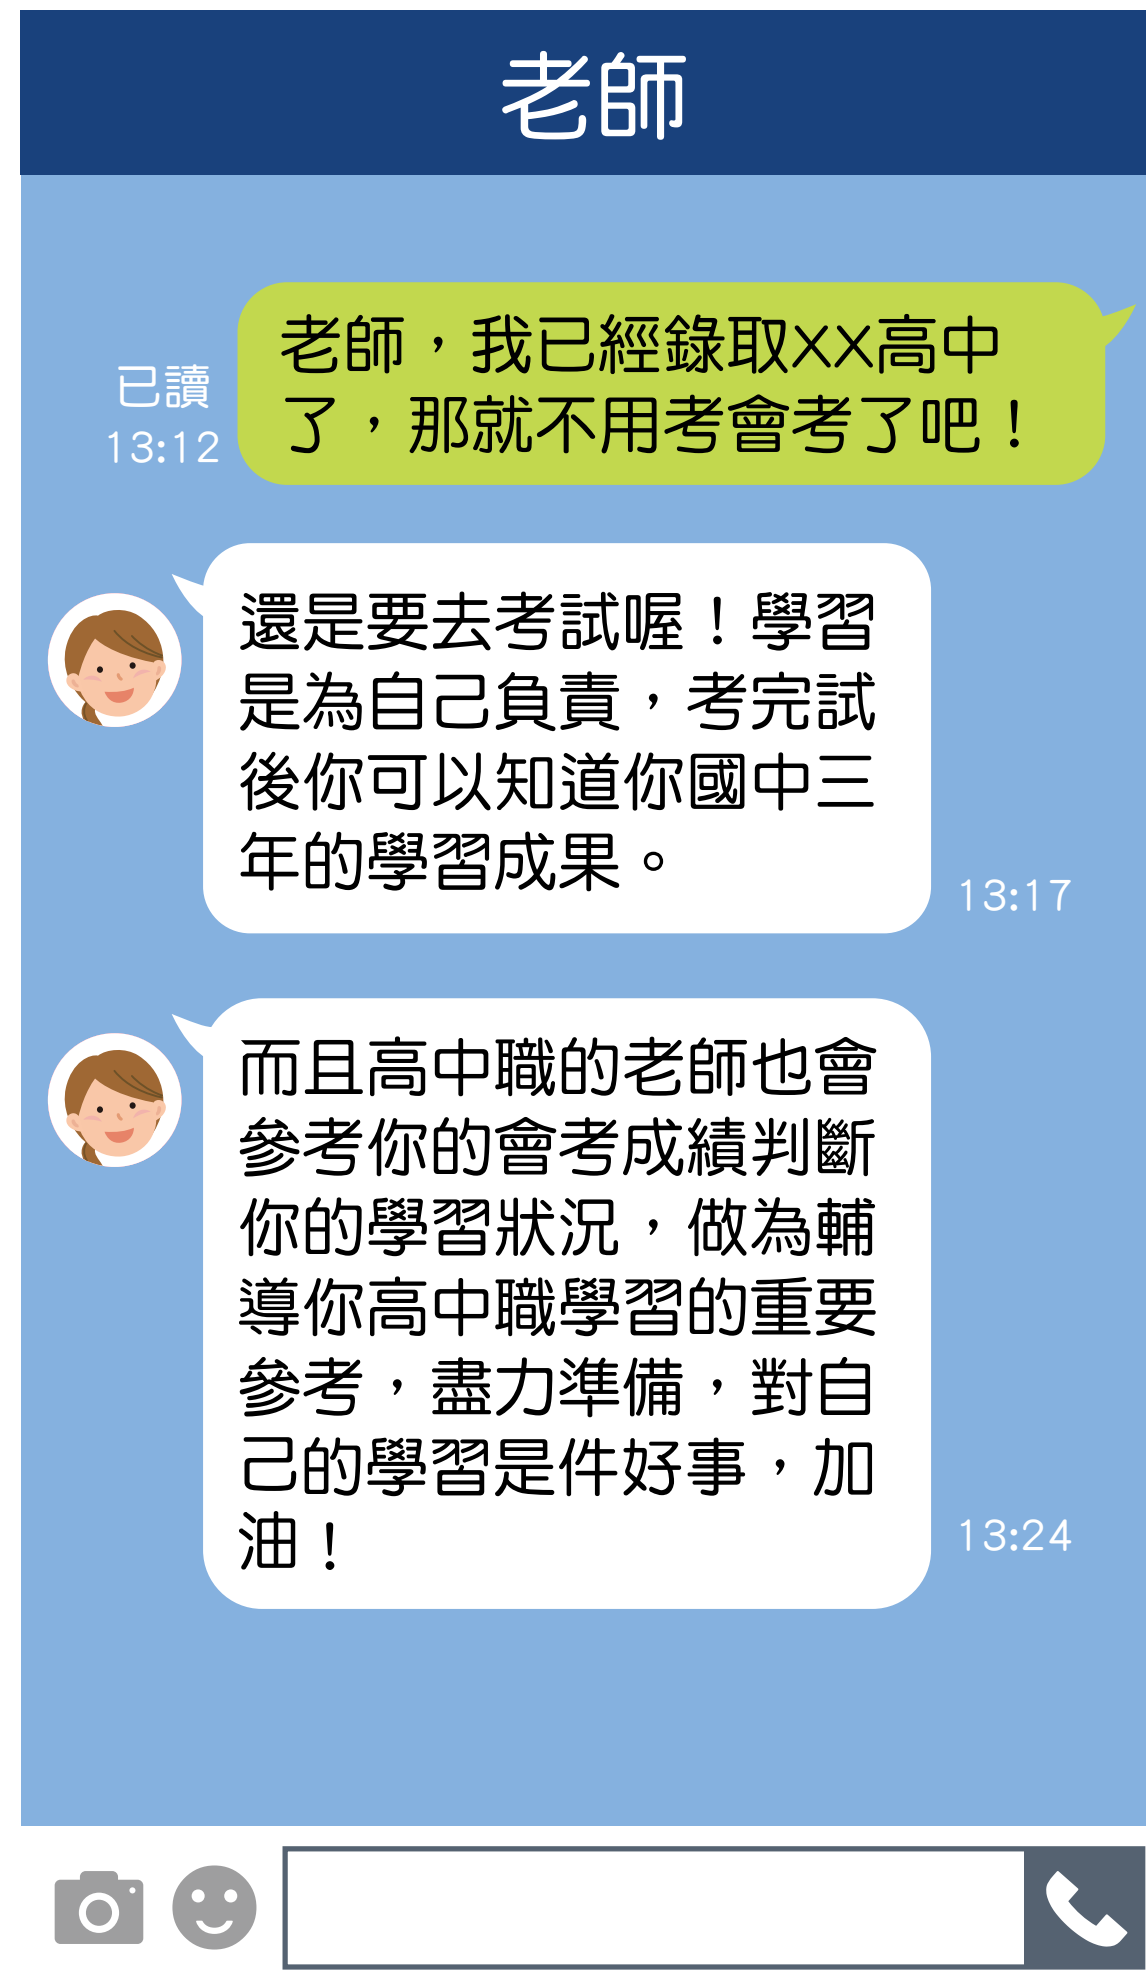 老師
老師，我已經錄取XX高中
了，那就不用考會考了吧！
已讀
13:12
還是要去考試喔！學習
是為自己負責，考完試
後你可以知道你國中三
年的學習成果。
13:17
而且高中職的老師也會
參考你的會考成績判斷
你的學習狀況，做為輔
導你高中職學習的重要
參考，盡力準備，對自
己的學習是件好事，加
油！
13:24